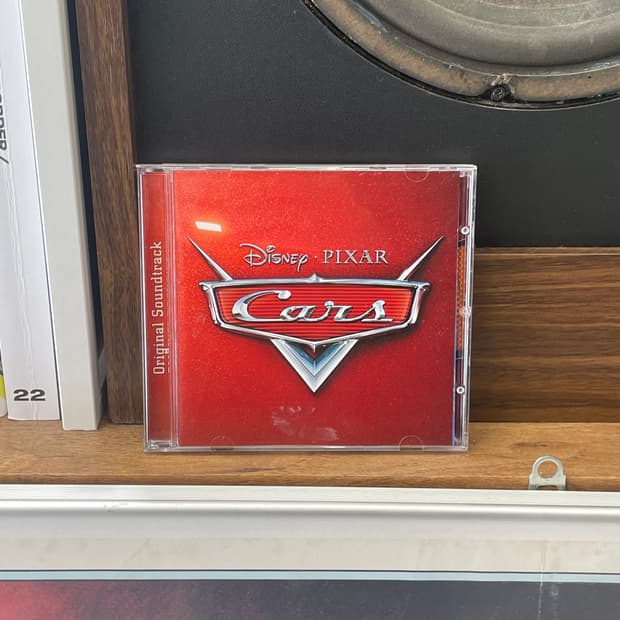 Original Soundtrack
Disney · PIXAR
Cars
22